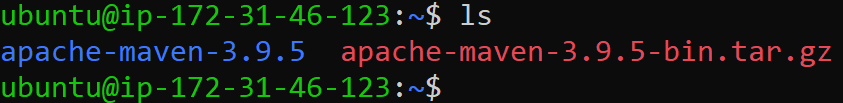 ubuntu@ip-172-31-46-123:~$ ls
apache-maven-3.9.5  apache-maven-3.9.5-bin.tar.gz
ubuntu@ip-172-31-46-123:~$